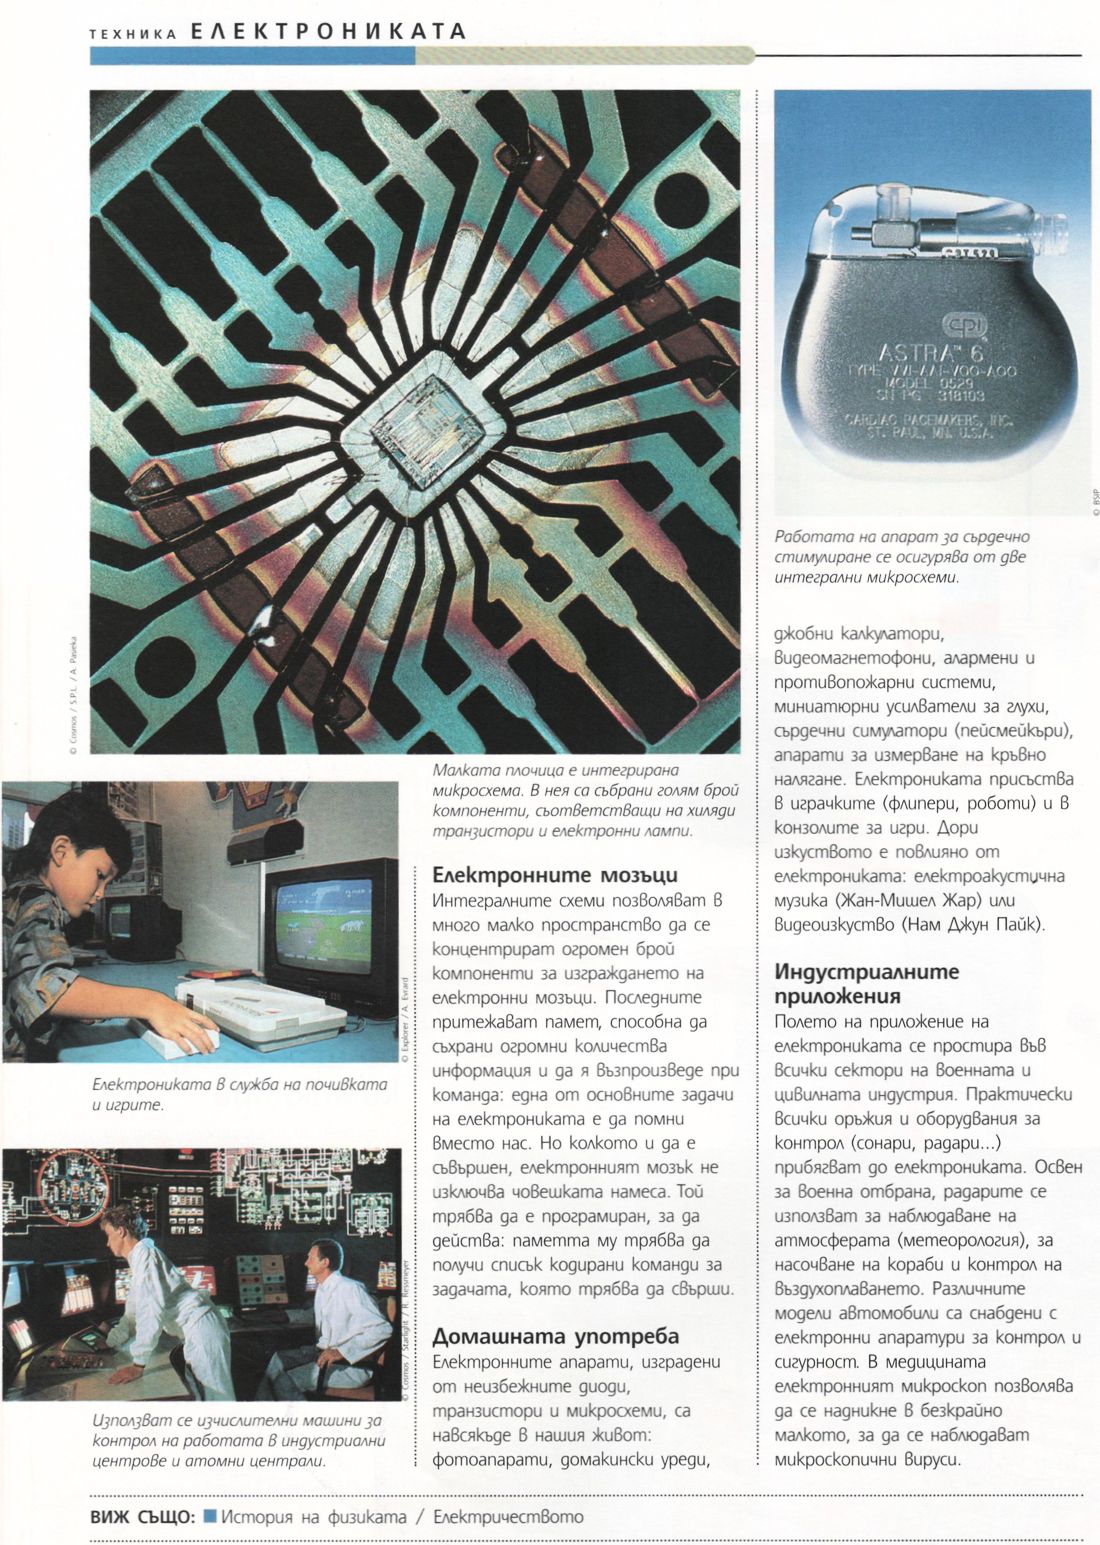 ТЕХНИКА ЕЛЕКТРОНИКАТА
© Cosmos / S.P.L. / A. Pasieka
Малката плочица е интегрирана
микросхема. В нея са събрани голям брой
компоненти, съответстващи на хиляди
транзистори и електронни лампи.
© Explorer / A. Evrard
Електрониката в служба на почивката
и игрите.
© Cosmos / Starlight / R. Ressmeyer
Използват се изчислителни машини за
контрол на работата в индустриални
центрове и атомни централи.
Електронните мозъци
Интегралните схеми позволяват в
много малко пространство да се
концентрират огромен брой
компоненти за изграждането на
електронни мозъци. Последните
притежават памет, способна да
съхрани огромни количества
информация и да я възпроизведе при
команда: една от основните задачи
на електрониката е да помни
вместо нас. Но колкото и да е
съвършен, електронният мозък не
изключва човешката намеса. Той
трябва да е програмиран, за да
действа: паметта му трябва да
получи списък кодирани команди за
задачата, която трябва да свърши.
Домашната употреба
Електронните апарати, изградени
от неизбежните диоди,
транзистори и микросхеми, са
навсякъде в нашия живот:
фотоапарати, домакински уреди,
cpi
ASTRA™ 6
TYPE VVI-AAI-VOO-AOO
MODEL 0529
SN PG 318103
CARDIAC PACEMAKERS, INC.
ST. PAUL, MN, U.S.A.
© BSIP
Работата на апарат за сърдечно
стимулиране се осигурява от две
интегрални микросхеми.
джобни калкулатори,
видеомагнетофони, алармени и
противопожарни системи,
миниатюрни усилватели за глухи,
сърдечни симулатори (пейсмейкъри),
апарати за измерване на кръвно
налягане. Електрониката присъства
в играчките (флипери, роботи) и в
конзолите за игри. Дори
изкуството е повлияно от
електрониката: електроакустична
музика (Жан-Мишел Жар) или
видеоизкуство (Нам Джун Пайк).
Индустриалните
приложения
Полето на приложение на
електрониката се простира във
всички сектори на военната и
цивилната индустрия. Практически
всички оръжия и оборудвания за
контрол (сонари, радари...)
прибягват до електрониката. Освен
за военна отбрана, радарите се
използват за наблюдаване на
атмосферата (метеорология), за
насочване на кораби и контрол на
въздухоплаването. Различните
модели автомобили са снабдени с
електронни апаратури за контрол и
сигурност. В медицината
електронният микроскоп позволява
да се надникне в безкрайно
малкото, за да се наблюдават
микроскопични вируси.
ВИЖ СЪЩО: История на физиката / Електричеството